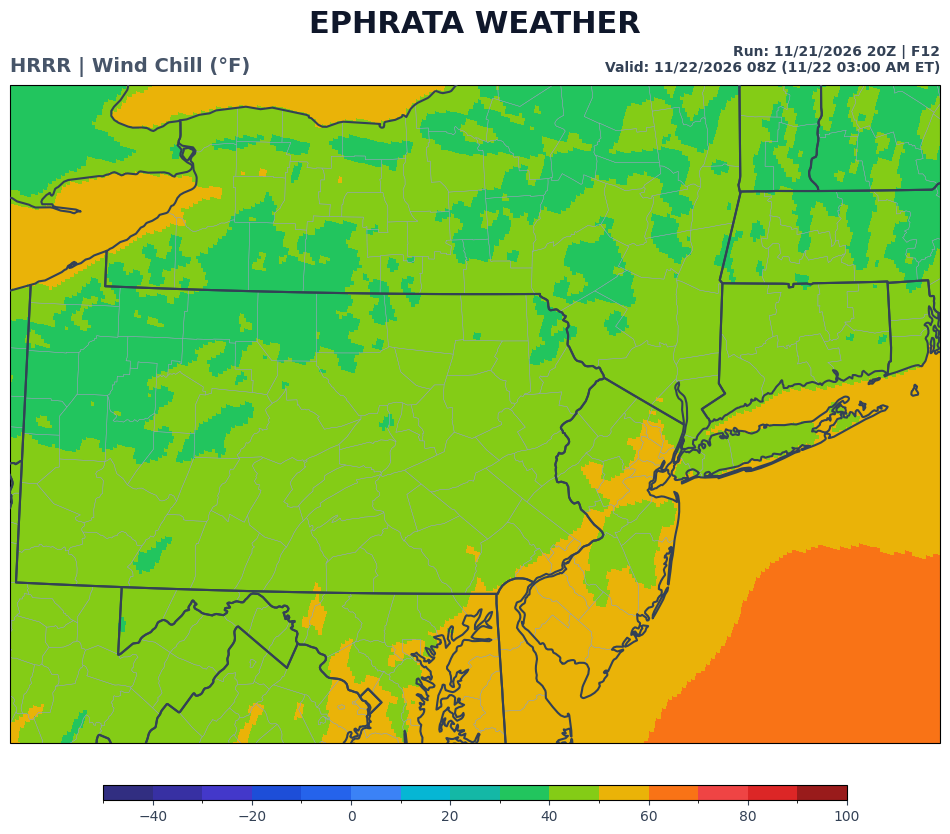 EPHRATA WEATHER
HRRR | Wind Chill (°F)
Run: 11/21/2026 20Z | F12
Valid: 11/22/2026 08Z (11/22 03:00 AM ET)
−40 −20 0 20 40 60 80 100